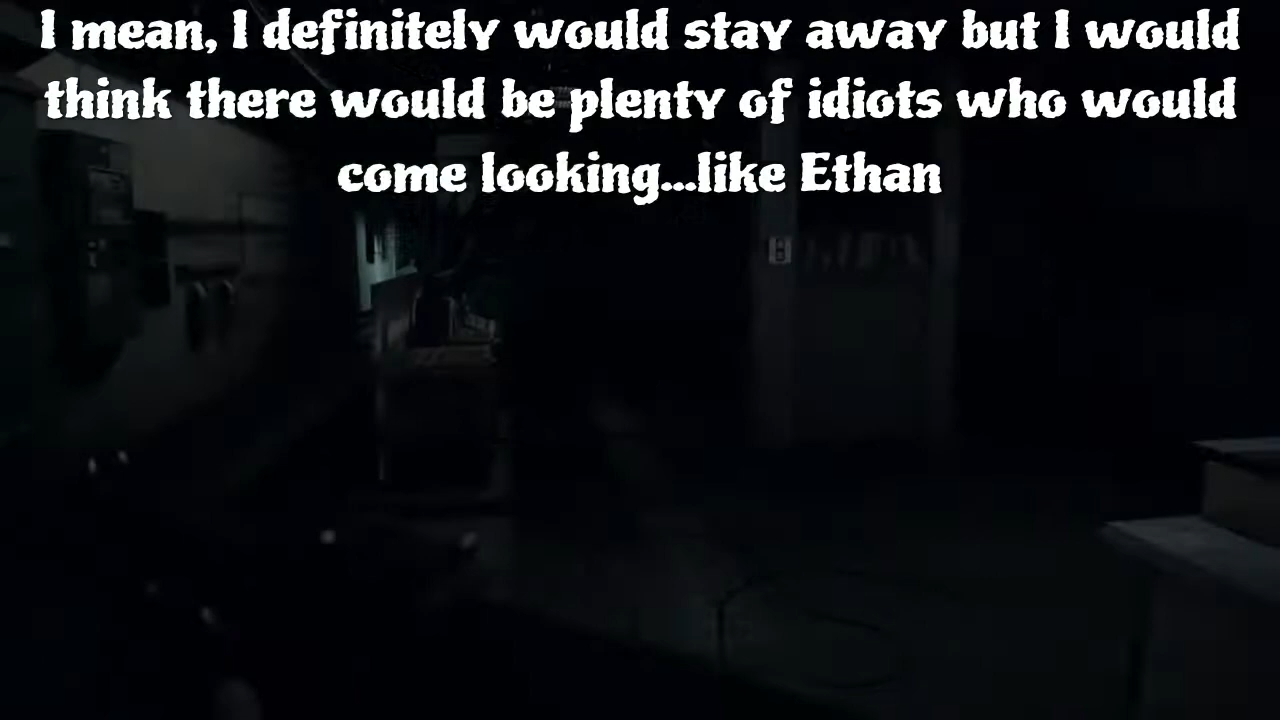 I mean, I definitely would stay away but I would
think there would be plenty of idiots who would
come looking...like Ethan